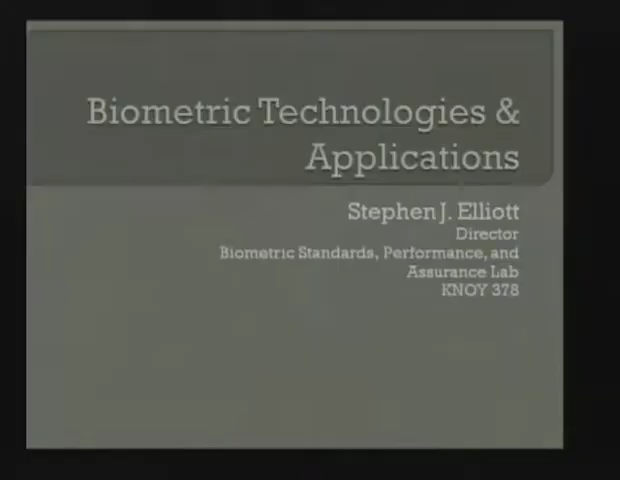 Biometric Technologies &
Applications
Stephen J. Elliott
Director
Biometric Standards, Performance, and
Assurance Lab
KNOY 378